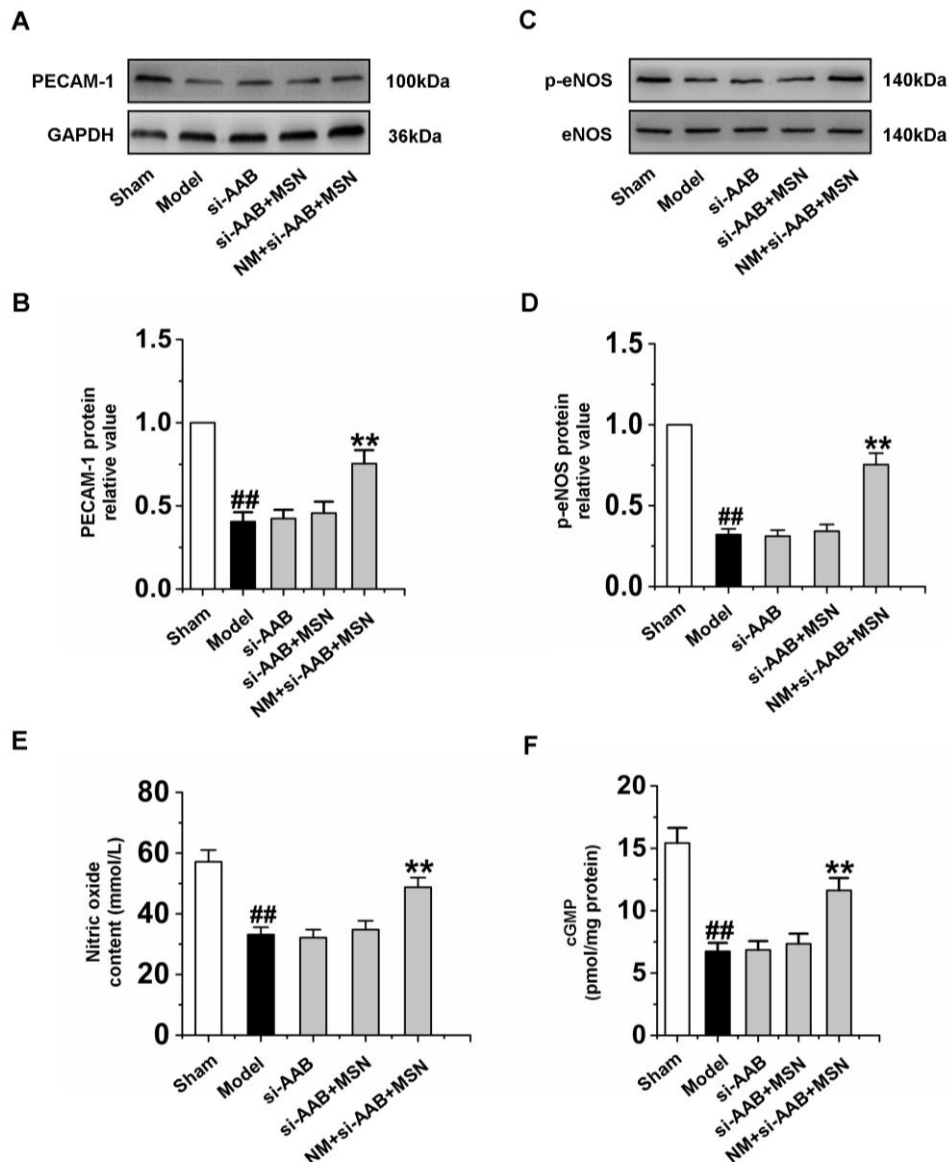 A
PECAM-1
100kDa
GAPDH
36kDa
Sham
Model
si-AAB
si-AAB+MSN
NM+si-AAB+MSN
C
p-eNOS
140kDa
eNOS
140kDa
Sham
Model
si-AAB
si-AAB+MSN
NM+si-AAB+MSN
B
PECAM-1 protein
relative value
1.5
1.0
0.5
0.0
##
**
Sham
Model
si-AAB
si-AAB+MSN
NM+si-AAB+MSN
D
p-eNOS protein
relative value
1.5
1.0
0.5
0.0
##
**
Sham
Model
si-AAB
si-AAB+MSN
NM+si-AAB+MSN
E
Nitric oxide
content (mmol/L)
80
60
40
20
0
##
**
Sham
Model
si-AAB
si-AAB+MSN
NM+si-AAB+MSN
F
cGMP
(pmol/mg protein)
20
15
10
5
0
##
**
Sham
Model
si-AAB
si-AAB+MSN
NM+si-AAB+MSN